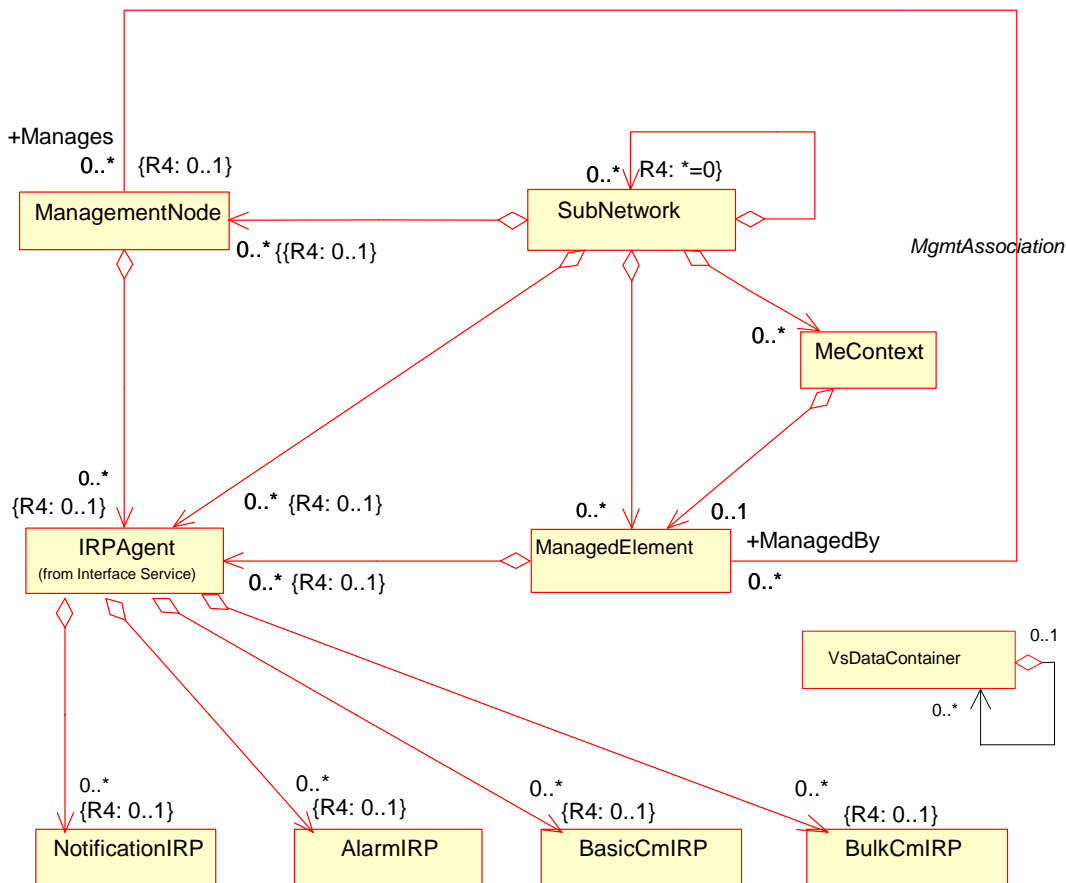 +Manages
0..*
{R4: 0..1}
0..*
R4: *=0}
ManagementNode
SubNetwork
0..* {{R4: 0..1}
MgmtAssociation
0..*
MeContext
0..*
{R4: 0..1}
0..* {R4: 0..1}
0..*
0..1
IRPAgent
(from Interface Service)
ManagedElement
+ManagedBy
0..* {R4: 0..1}
0..*
0..1
VsDataContainer
0..*
0..*
{R4: 0..1}
0..*
{R4: 0..1}
0..*
{R4: 0..1}
0..*
{R4: 0..1}
NotificationIRP
AlarmIRP
BasicCmIRP
BulkCmIRP